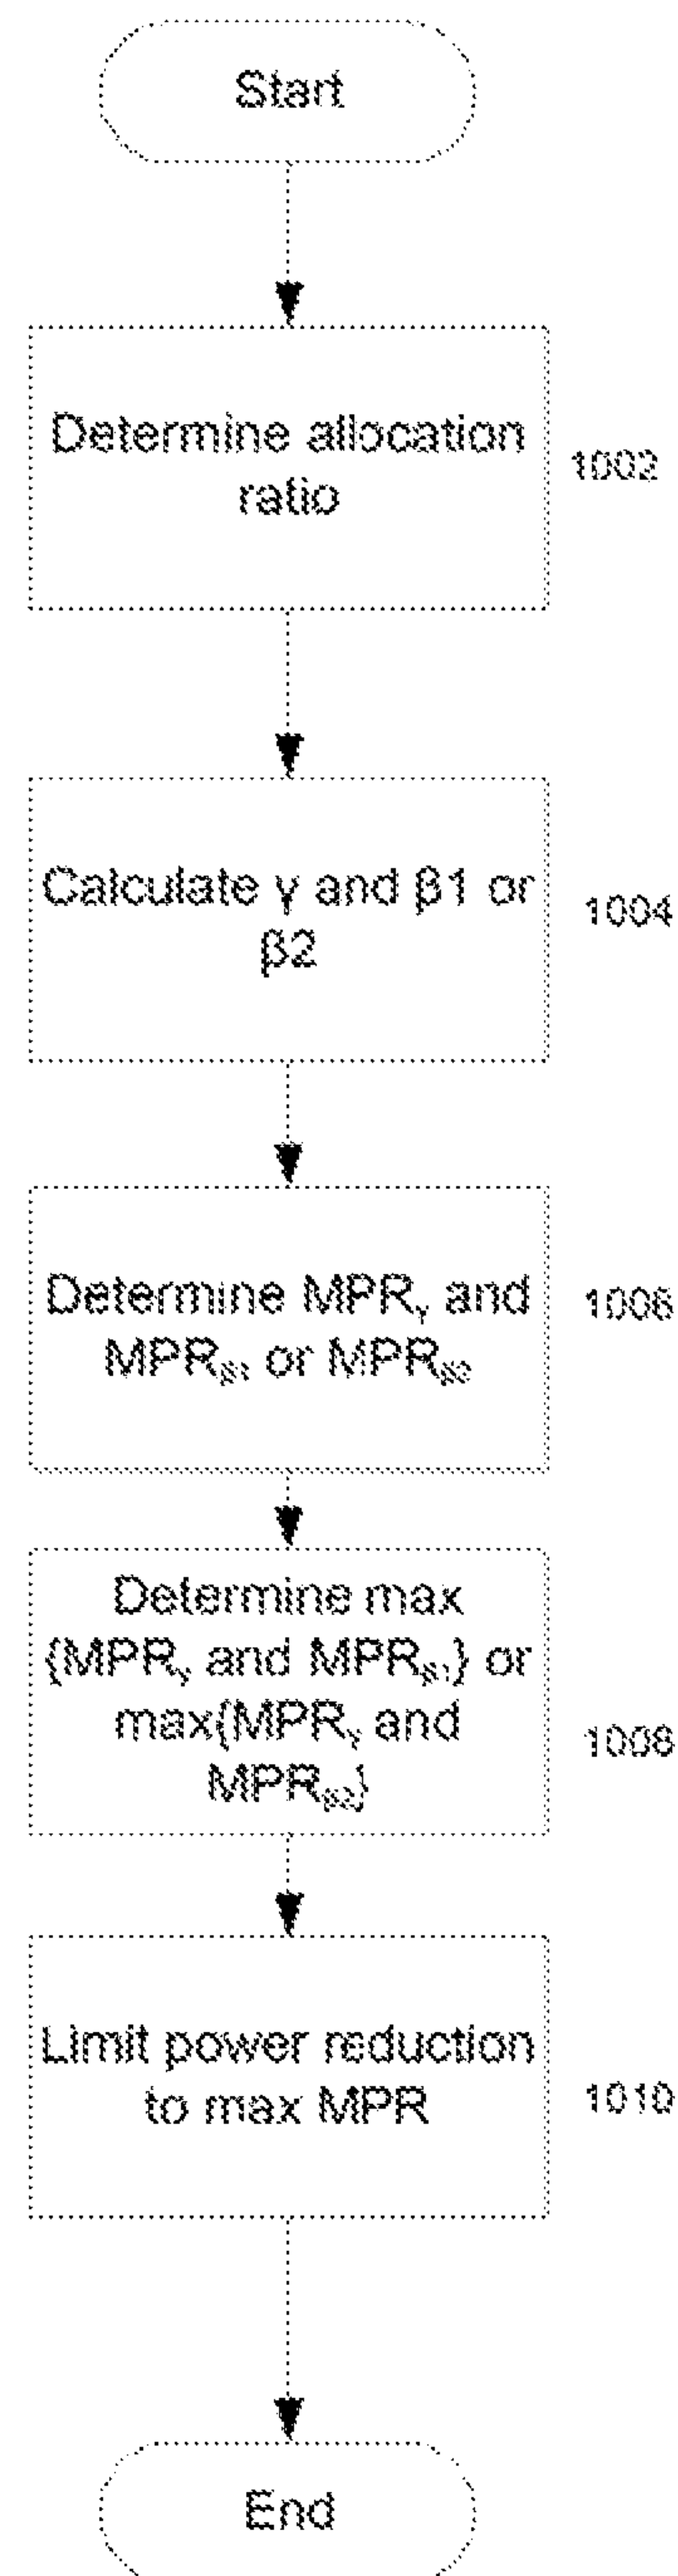 Start
Determine allocation
ratio
1002
Calculate γ and β1 or
β2
1004
Determine MPRγ and
MPRβ1 or MPRβ2
1006
Determine max
{MPRγ and MPRβ1} or
max{MPRγ and
MPRβ2}
1008
Limit power reduction
to max MPR
1010
End